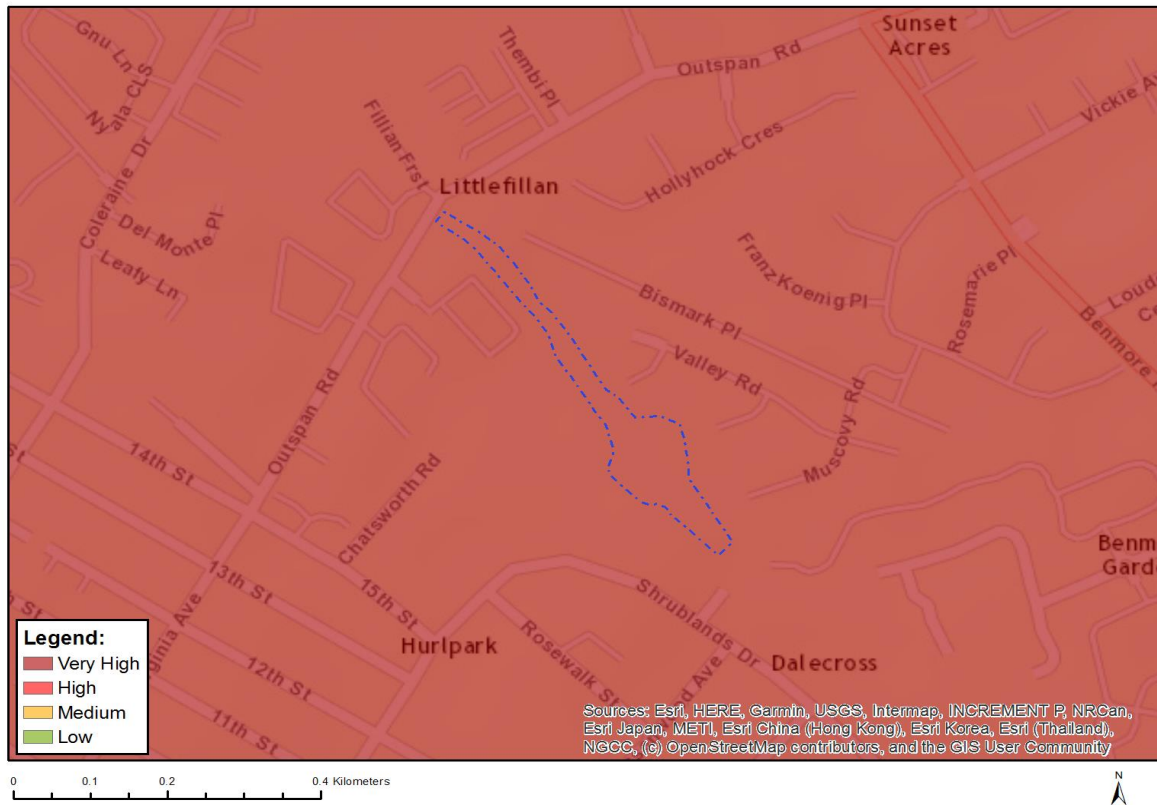 Sunset
Acres
Gnu Ln
Nyala CLS
Thembi Pl
Outspan Rd
Vickie Av
Fillian Frst
Littlefillan
Hollyhock Cres
Coleraine Dr
Del Monte Pl
Leafy Ln
Franz Koenig Pl
Rosemarie Pl
Bismark Pl
Benmore
Valley Rd
Muscovy Rd
Outspan Rd
14th St
St
Chatsworth Rd
13th St
15th St
Benm
Garde
Shrublands Dr
Hurlpark
Rosewalk St
Dalecross
12th St
11th St
Legend:
Very High
High
Medium
Low
Sources: Esri, HERE, Garmin, USGS, Intermap, INCREMENT P, NRCan,
Esri Japan, METI, Esri China (Hong Kong), Esri Korea, Esri (Thailand),
NGCC, (c) OpenStreetMap contributors, and the GIS User Community
0 0.1 0.2 0.4 Kilometers
N